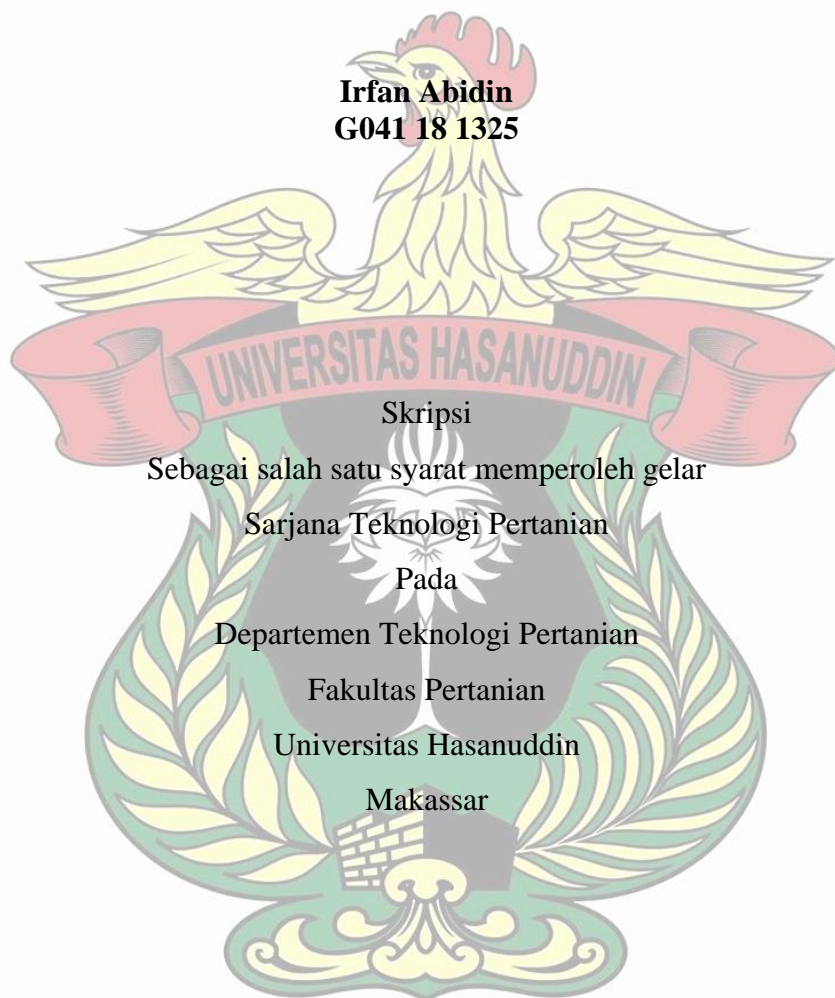 Irfan Abidin
G041 18 1325
UNIVERSITAS HASANUDDIN
Skripsi
Sebagai salah satu syarat memperoleh gelar
Sarjana Teknologi Pertanian
Pada
Departemen Teknologi Pertanian
Fakultas Pertanian
Universitas Hasanuddin
Makassar